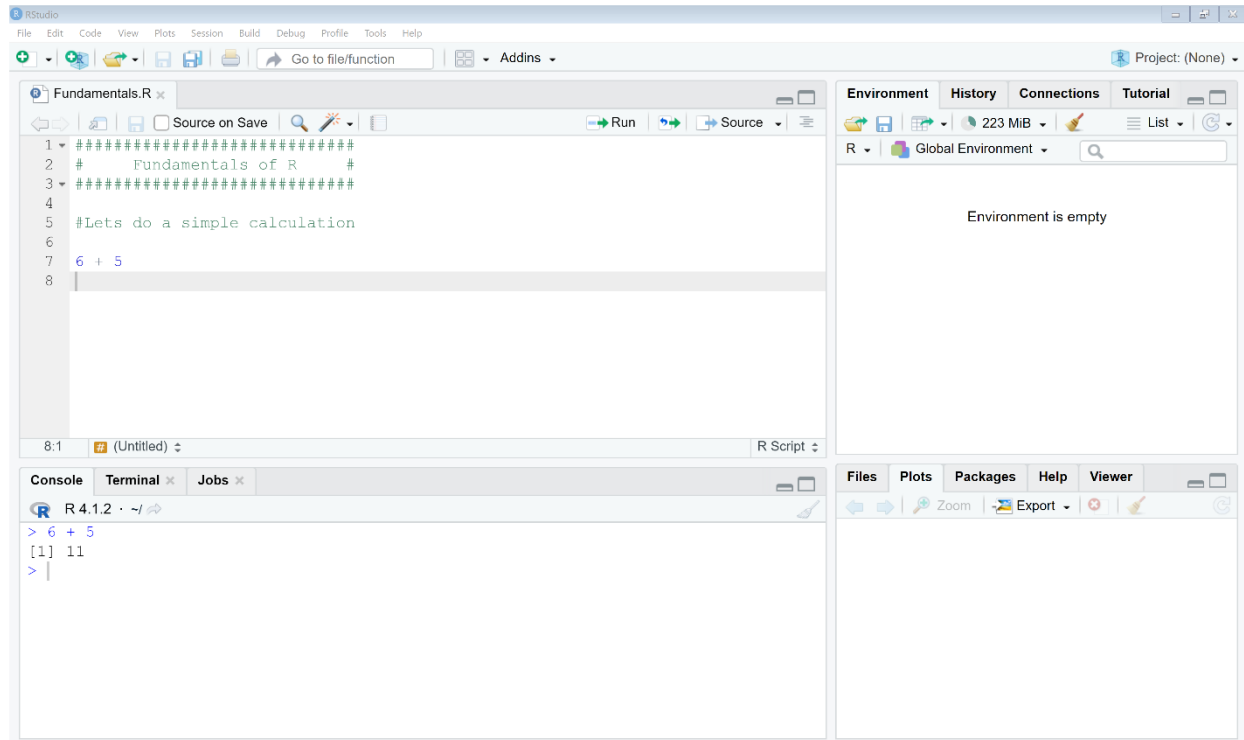 RStudio
File Edit Code View Plots Session Build Debug Profile Tools Help
Go to file/function Addins Project: (None)
Fundamentals.R
Source on Save Run Source
1 #############################
2 # Fundamentals of R #
3 #############################
4
5 #Lets do a simple calculation
6
7 6 + 5
8
8:1 # (Untitled) R Script
Console Terminal Jobs
R R 4.1.2 · ~/
> 6 + 5
[1] 11
>
Environment History Connections Tutorial
223 MiB List
R Global Environment
Environment is empty
Files Plots Packages Help Viewer
Zoom Export